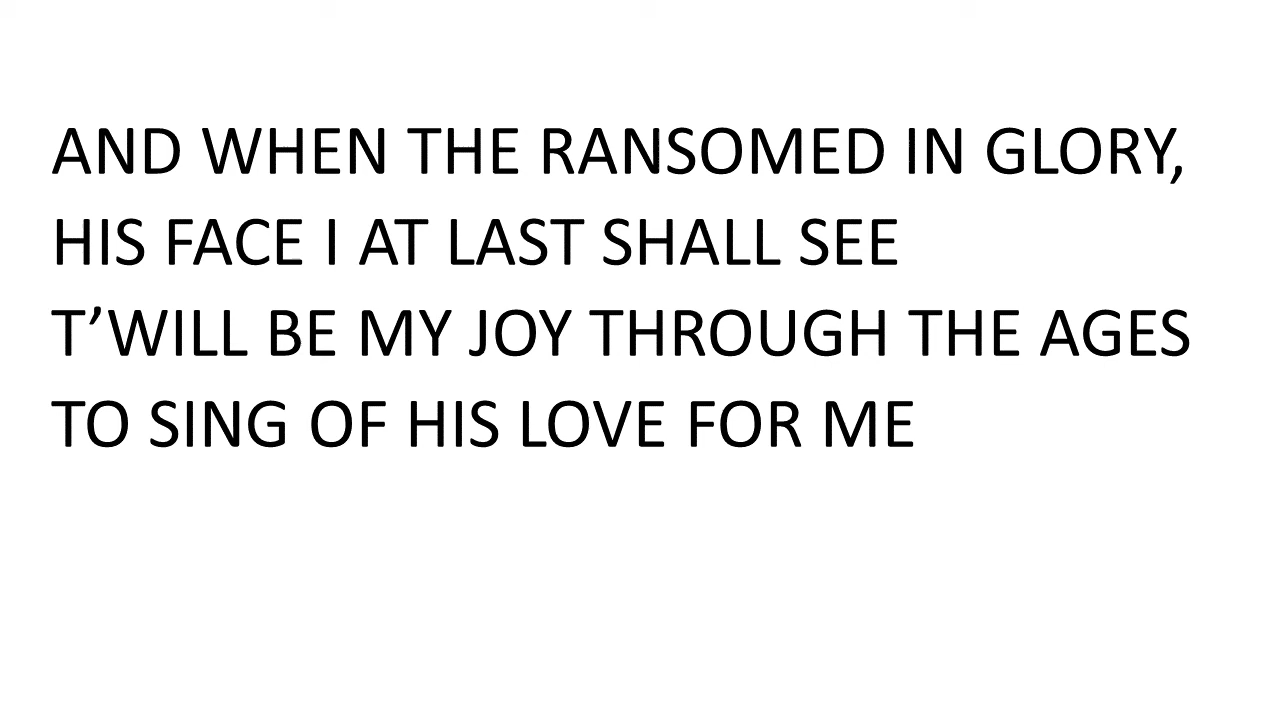 AND WHEN THE RANSOMED IN GLORY,
HIS FACE I AT LAST SHALL SEE
T’WILL BE MY JOY THROUGH THE AGES
TO SING OF HIS LOVE FOR ME